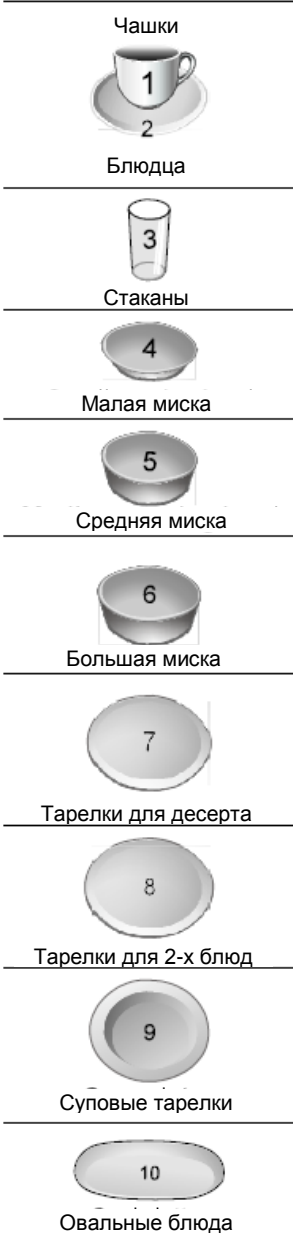 Чашки
1
2
Блюдца
3
Стаканы
4
Малая миска
5
Средняя миска
6
Большая миска
7
Тарелки для десерта
8
Тарелки для 2-х блюд
9
Суповые тарелки
10
Овальные блюда